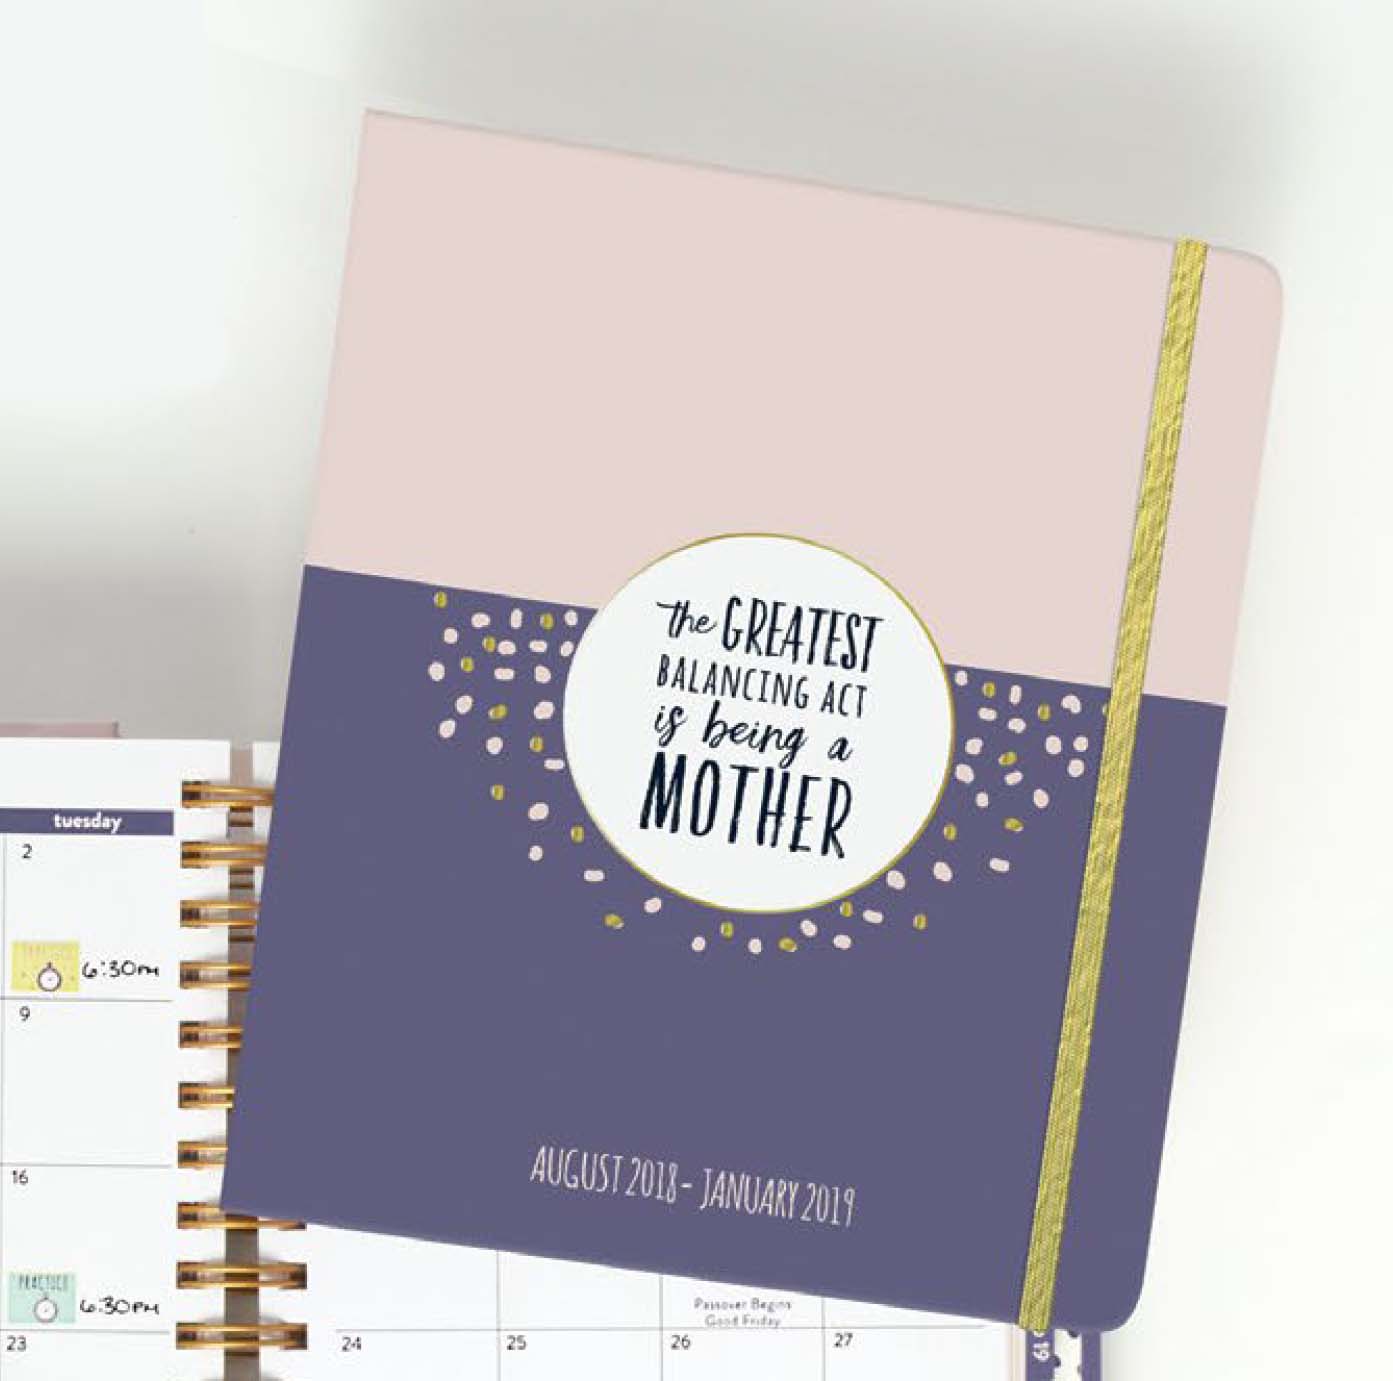 the GREATEST
BALANCING ACT
is being a
MOTHER
AUGUST 2018 - JANUARY 2019
tuesday
2
6:30PM
9
16
PRACTICE
6:30PM
23
Passover Begins
Good Friday
24
25
26
27
19